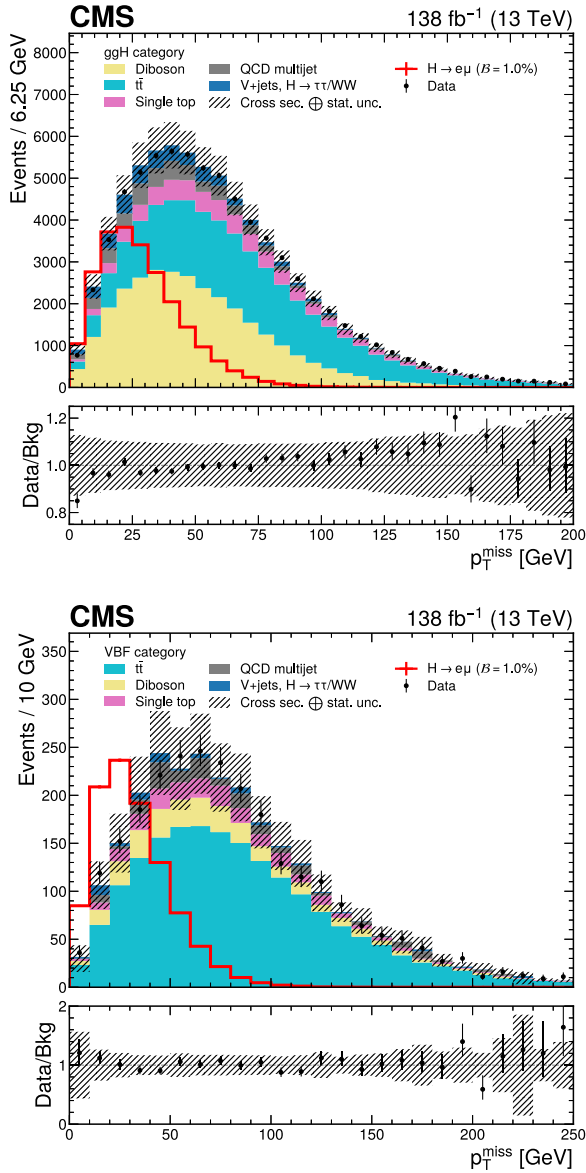 CMS 138 fb⁻¹ (13 TeV)
ggH category
Diboson QCD multijet H → eμ (ℬ = 1.0%)
tt̄ V+jets, H → ττ/WW Data
Single top Cross sec. ⊕ stat. unc.
Events / 6.25 GeV
8000
7000
6000
5000
4000
3000
2000
1000
0
Data/Bkg
1.2
1.0
0.8
0 25 50 75 100 125 150 175 200
p_T^miss [GeV]
CMS 138 fb⁻¹ (13 TeV)
VBF category
tt̄ QCD multijet H → eμ (ℬ = 1.0%)
Diboson V+jets, H → ττ/WW Data
Single top Cross sec. ⊕ stat. unc.
Events / 10 GeV
350
300
250
200
150
100
50
0
Data/Bkg
2
1
0
0 50 100 150 200 250
p_T^miss [GeV]